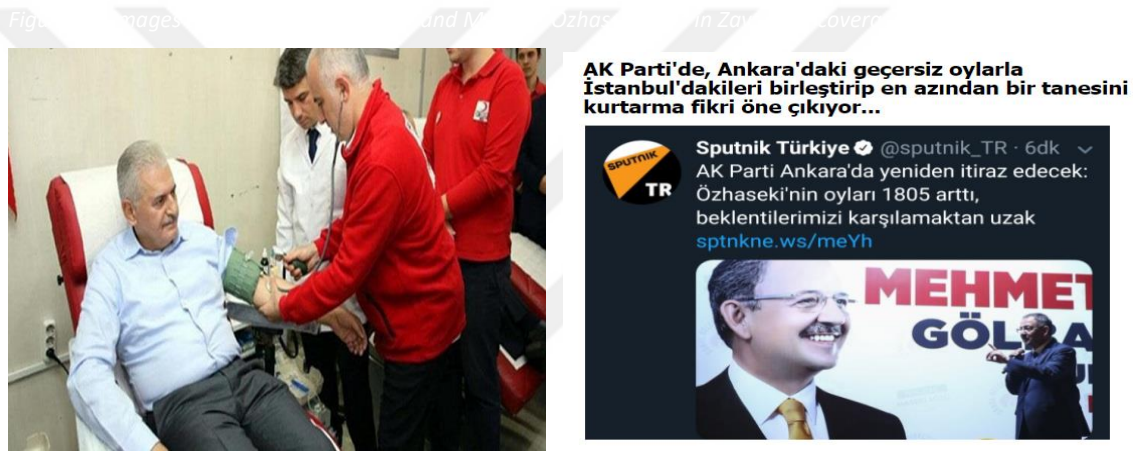 AK Parti'de, Ankara'daki geçersiz oylarla
İstanbul'dakileri birleştirip en azından bir tanesini
kurtarma fikri öne çıkıyor...
SPUTNIK
TR
Sputnik Türkiye @sputnik_TR · 6dk
AK Parti Ankara'da yeniden itiraz edecek:
Özhaseki'nin oyları 1805 arttı,
beklentilerimizi karşılamaktan uzak
sptnkne.ws/meYh
MEHMET